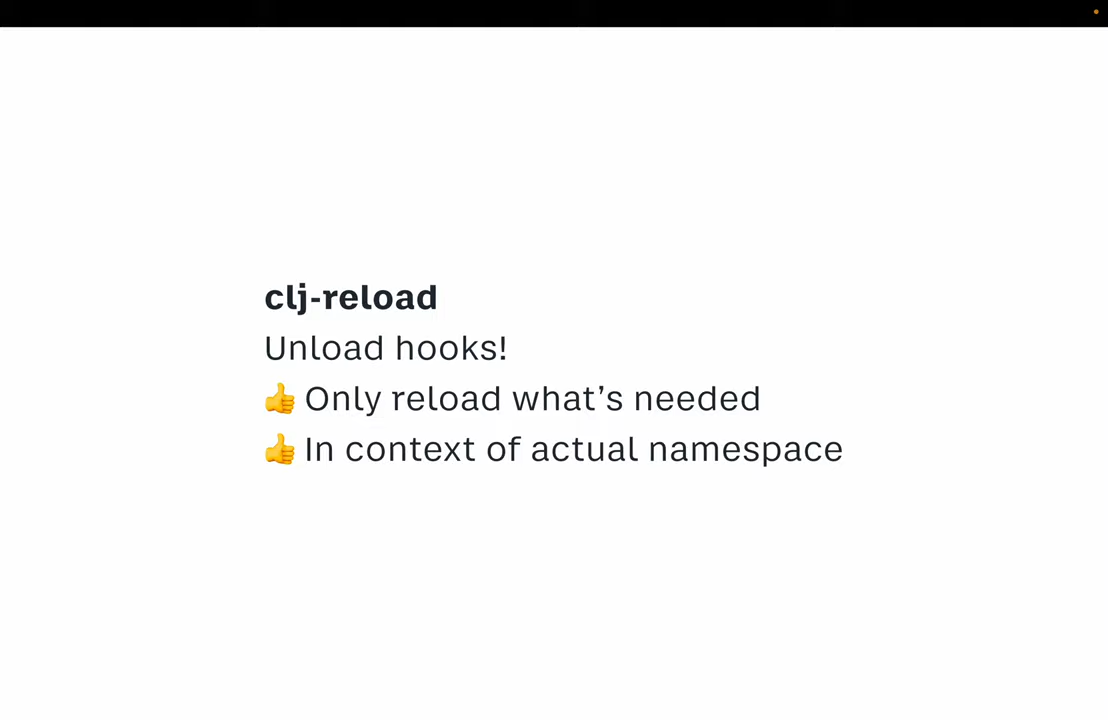 clj-reload
Unload hooks!
👍 Only reload what’s needed
👍 In context of actual namespace